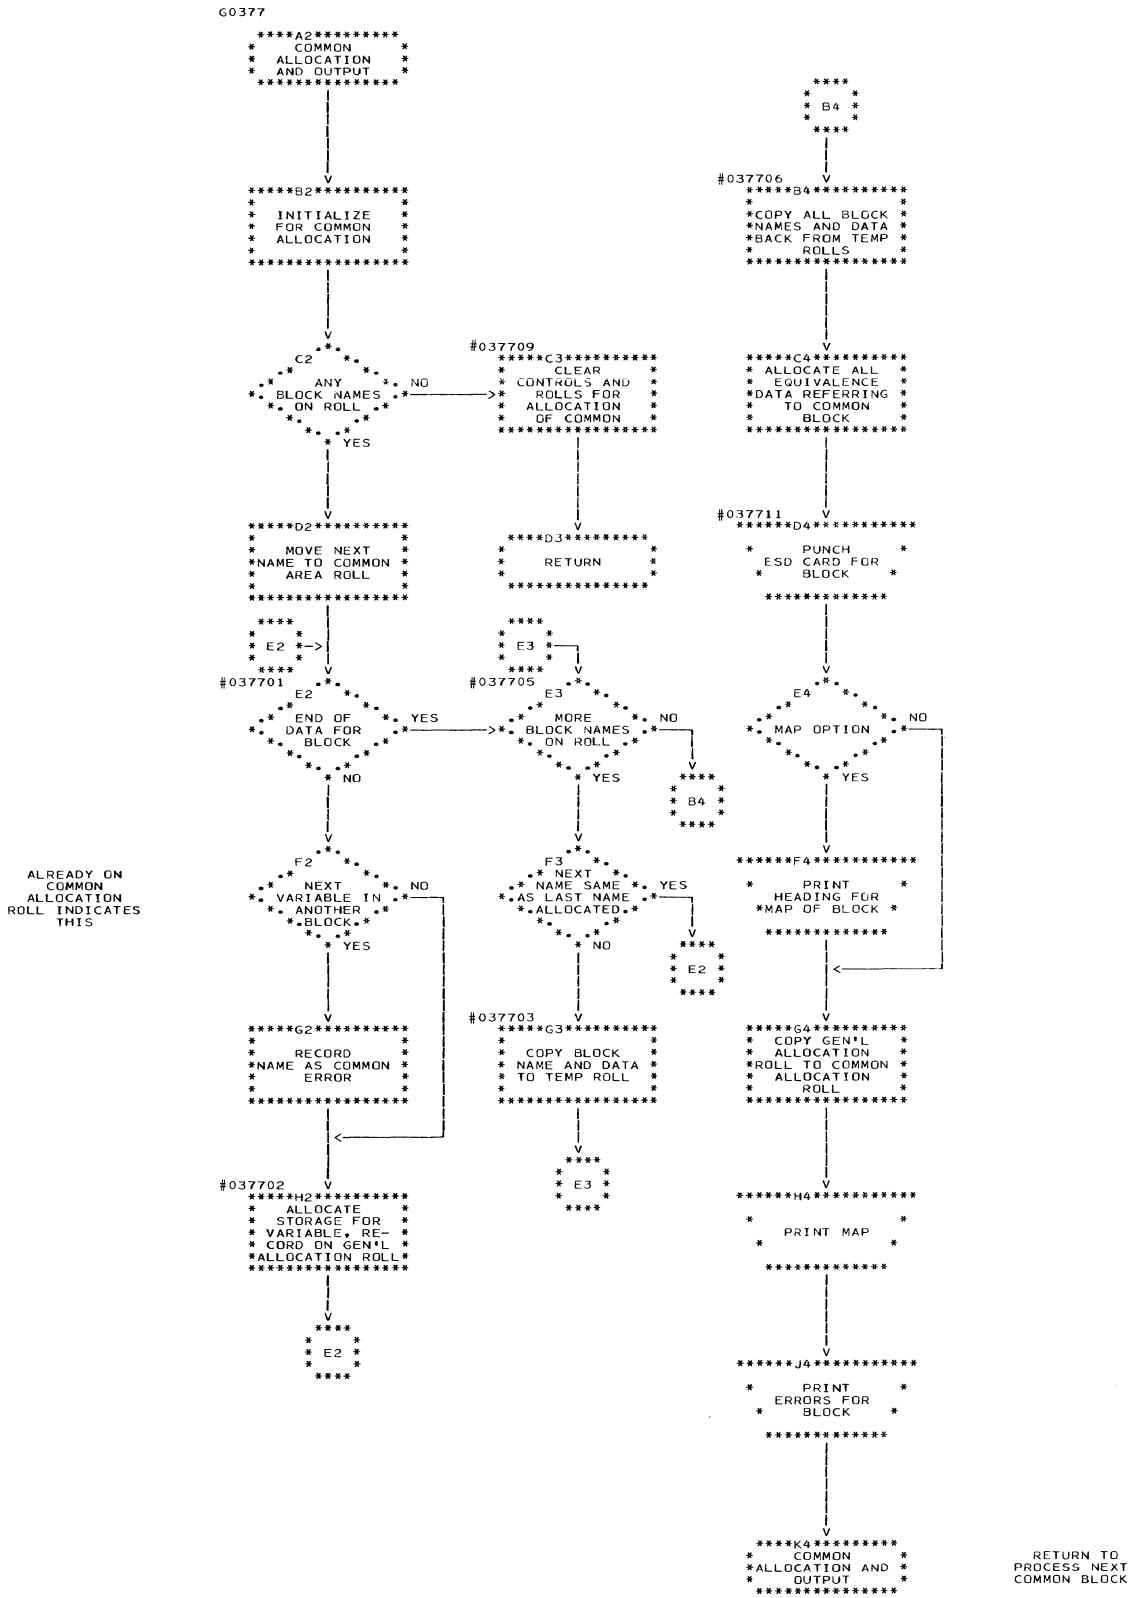 G0377
A2
COMMON
ALLOCATION
AND OUTPUT
B2
INITIALIZE
FOR COMMON
ALLOCATION
C2
ANY
BLOCK NAMES
ON ROLL
NO
YES
#037709
C3
CLEAR
CONTROLS AND
ROLLS FOR
ALLOCATION
OF COMMON
D2
MOVE NEXT
NAME TO COMMON
AREA ROLL
D3
RETURN
E2
#037701
E2
END OF
DATA FOR
BLOCK
YES
NO
E3
#037705
E3
MORE
BLOCK NAMES
ON ROLL
NO
YES
B4
ALREADY ON
COMMON
ALLOCATION
ROLL INDICATES
THIS
F2
NEXT
VARIABLE IN
ANOTHER
BLOCK
NO
YES
F3
NEXT
NAME SAME
AS LAST NAME
ALLOCATED
YES
NO
E2
G2
RECORD
NAME AS COMMON
ERROR
#037703
G3
COPY BLOCK
NAME AND DATA
TO TEMP ROLL
E3
#037702
H2
ALLOCATE
STORAGE FOR
VARIABLE, RE-
CORD ON GEN'L
ALLOCATION ROLL
E2
B4
#037706
B4
COPY ALL BLOCK
NAMES AND DATA
BACK FROM TEMP
ROLLS
C4
ALLOCATE ALL
EQUIVALENCE
DATA REFERRING
TO COMMON
BLOCK
#037711
D4
PUNCH
ESD CARD FOR
BLOCK
E4
MAP OPTION
NO
YES
F4
PRINT
HEADING FOR
MAP OF BLOCK
G4
COPY GEN'L
ALLOCATION
ROLL TO COMMON
ALLOCATION
ROLL
H4
PRINT MAP
J4
PRINT
ERRORS FOR
BLOCK
K4
COMMON
ALLOCATION AND
OUTPUT
RETURN TO
PROCESS NEXT
COMMON BLOCK